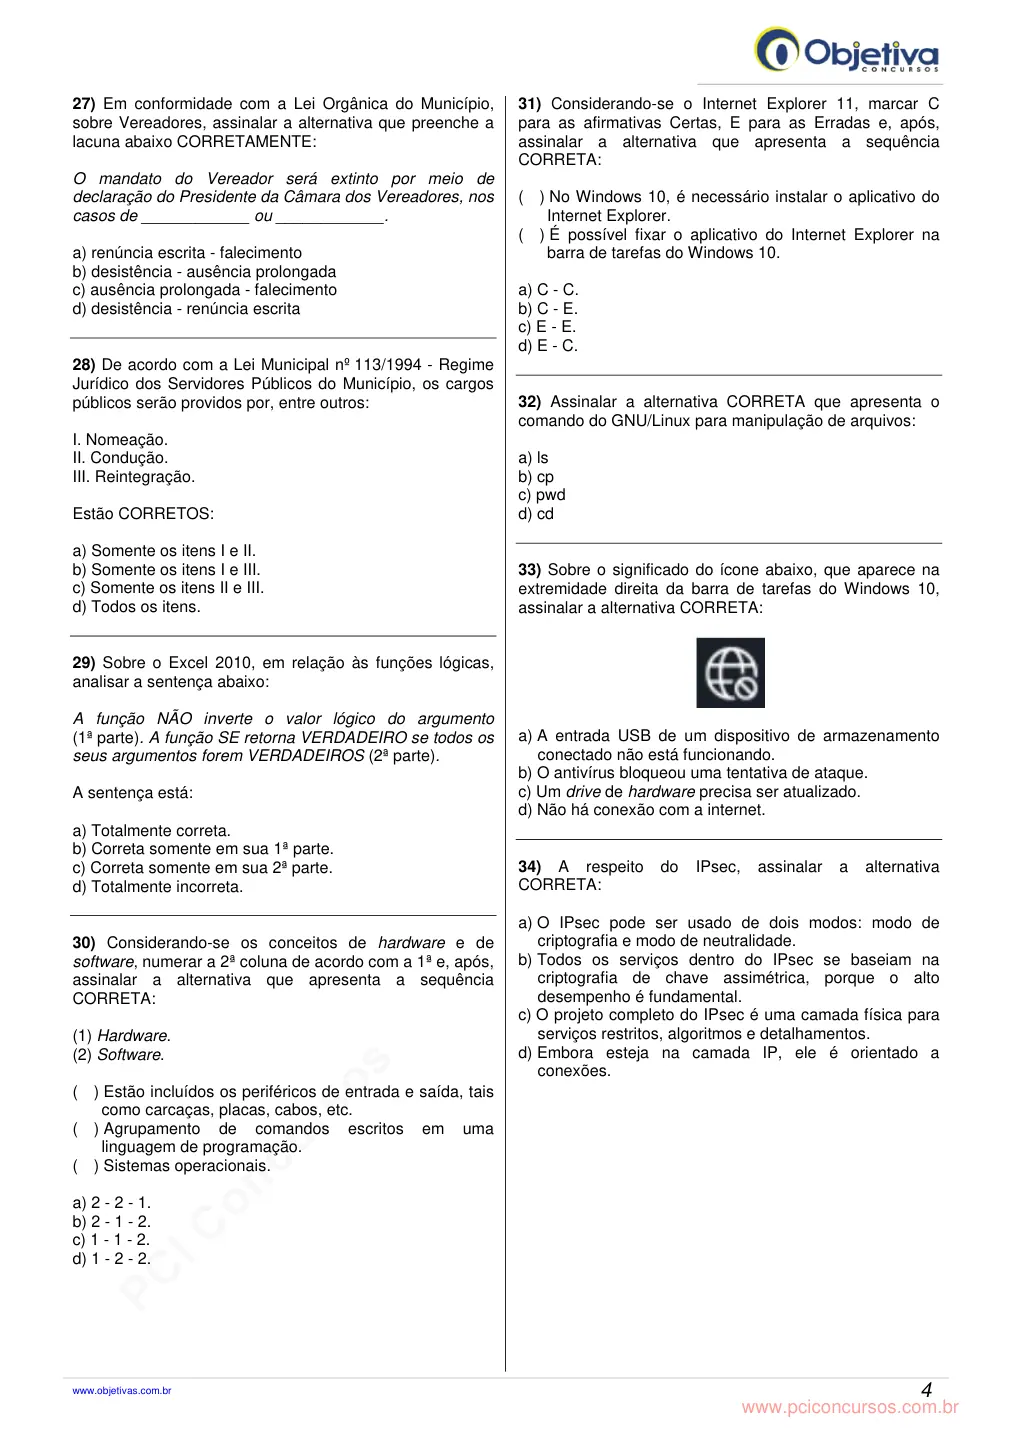 Objetiva
CONCURSOS
27) Em conformidade com a Lei Orgânica do Município,
sobre Vereadores, assinalar a alternativa que preenche a
lacuna abaixo CORRETAMENTE:
O mandato do Vereador será extinto por meio de
declaração do Presidente da Câmara dos Vereadores, nos
casos de ____________ ou ____________.
a) renúncia escrita - falecimento
b) desistência - ausência prolongada
c) ausência prolongada - falecimento
d) desistência - renúncia escrita
28) De acordo com a Lei Municipal nº 113/1994 - Regime
Jurídico dos Servidores Públicos do Município, os cargos
públicos serão providos por, entre outros:
I. Nomeação.
II. Condução.
III. Reintegração.
Estão CORRETOS:
a) Somente os itens I e II.
b) Somente os itens I e III.
c) Somente os itens II e III.
d) Todos os itens.
29) Sobre o Excel 2010, em relação às funções lógicas,
analisar a sentença abaixo:
A função NÃO inverte o valor lógico do argumento
(1ª parte). A função SE retorna VERDADEIRO se todos os
seus argumentos forem VERDADEIROS (2ª parte).
A sentença está:
a) Totalmente correta.
b) Correta somente em sua 1ª parte.
c) Correta somente em sua 2ª parte.
d) Totalmente incorreta.
30) Considerando-se os conceitos de hardware e de
software, numerar a 2ª coluna de acordo com a 1ª e, após,
assinalar a alternativa que apresenta a sequência
CORRETA:
(1) Hardware.
(2) Software.
( ) Estão incluídos os periféricos de entrada e saída, tais
como carcaças, placas, cabos, etc.
( ) Agrupamento de comandos escritos em uma
linguagem de programação.
( ) Sistemas operacionais.
a) 2 - 2 - 1.
b) 2 - 1 - 2.
c) 1 - 1 - 2.
d) 1 - 2 - 2.
31) Considerando-se o Internet Explorer 11, marcar C
para as afirmativas Certas, E para as Erradas e, após,
assinalar a alternativa que apresenta a sequência
CORRETA:
( ) No Windows 10, é necessário instalar o aplicativo do
Internet Explorer.
( ) É possível fixar o aplicativo do Internet Explorer na
barra de tarefas do Windows 10.
a) C - C.
b) C - E.
c) E - E.
d) E - C.
32) Assinalar a alternativa CORRETA que apresenta o
comando do GNU/Linux para manipulação de arquivos:
a) ls
b) cp
c) pwd
d) cd
33) Sobre o significado do ícone abaixo, que aparece na
extremidade direita da barra de tarefas do Windows 10,
assinalar a alternativa CORRETA:
a) A entrada USB de um dispositivo de armazenamento
conectado não está funcionando.
b) O antivírus bloqueou uma tentativa de ataque.
c) Um drive de hardware precisa ser atualizado.
d) Não há conexão com a internet.
34) A respeito do IPsec, assinalar a alternativa
CORRETA:
a) O IPsec pode ser usado de dois modos: modo de
criptografia e modo de neutralidade.
b) Todos os serviços dentro do IPsec se baseiam na
criptografia de chave assimétrica, porque o alto
desempenho é fundamental.
c) O projeto completo do IPsec é uma camada física para
serviços restritos, algoritmos e detalhamentos.
d) Embora esteja na camada IP, ele é orientado a
conexões.
PCI Concursos
www.objetivas.com.br
4
www.pciconcursos.com.br